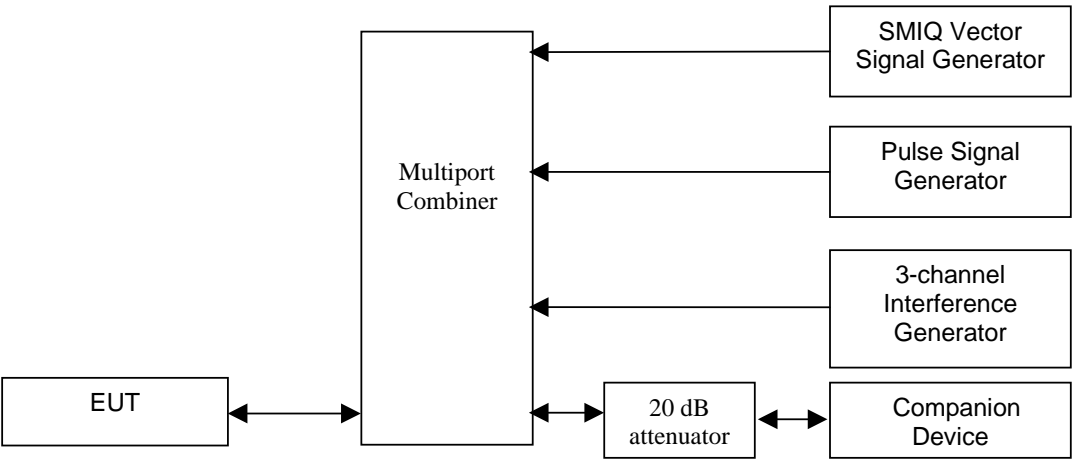 SMIQ Vector
Signal Generator
Pulse Signal
Generator
Multiport
Combiner
3-channel
Interference
Generator
EUT
20 dB
attenuator
Companion
Device